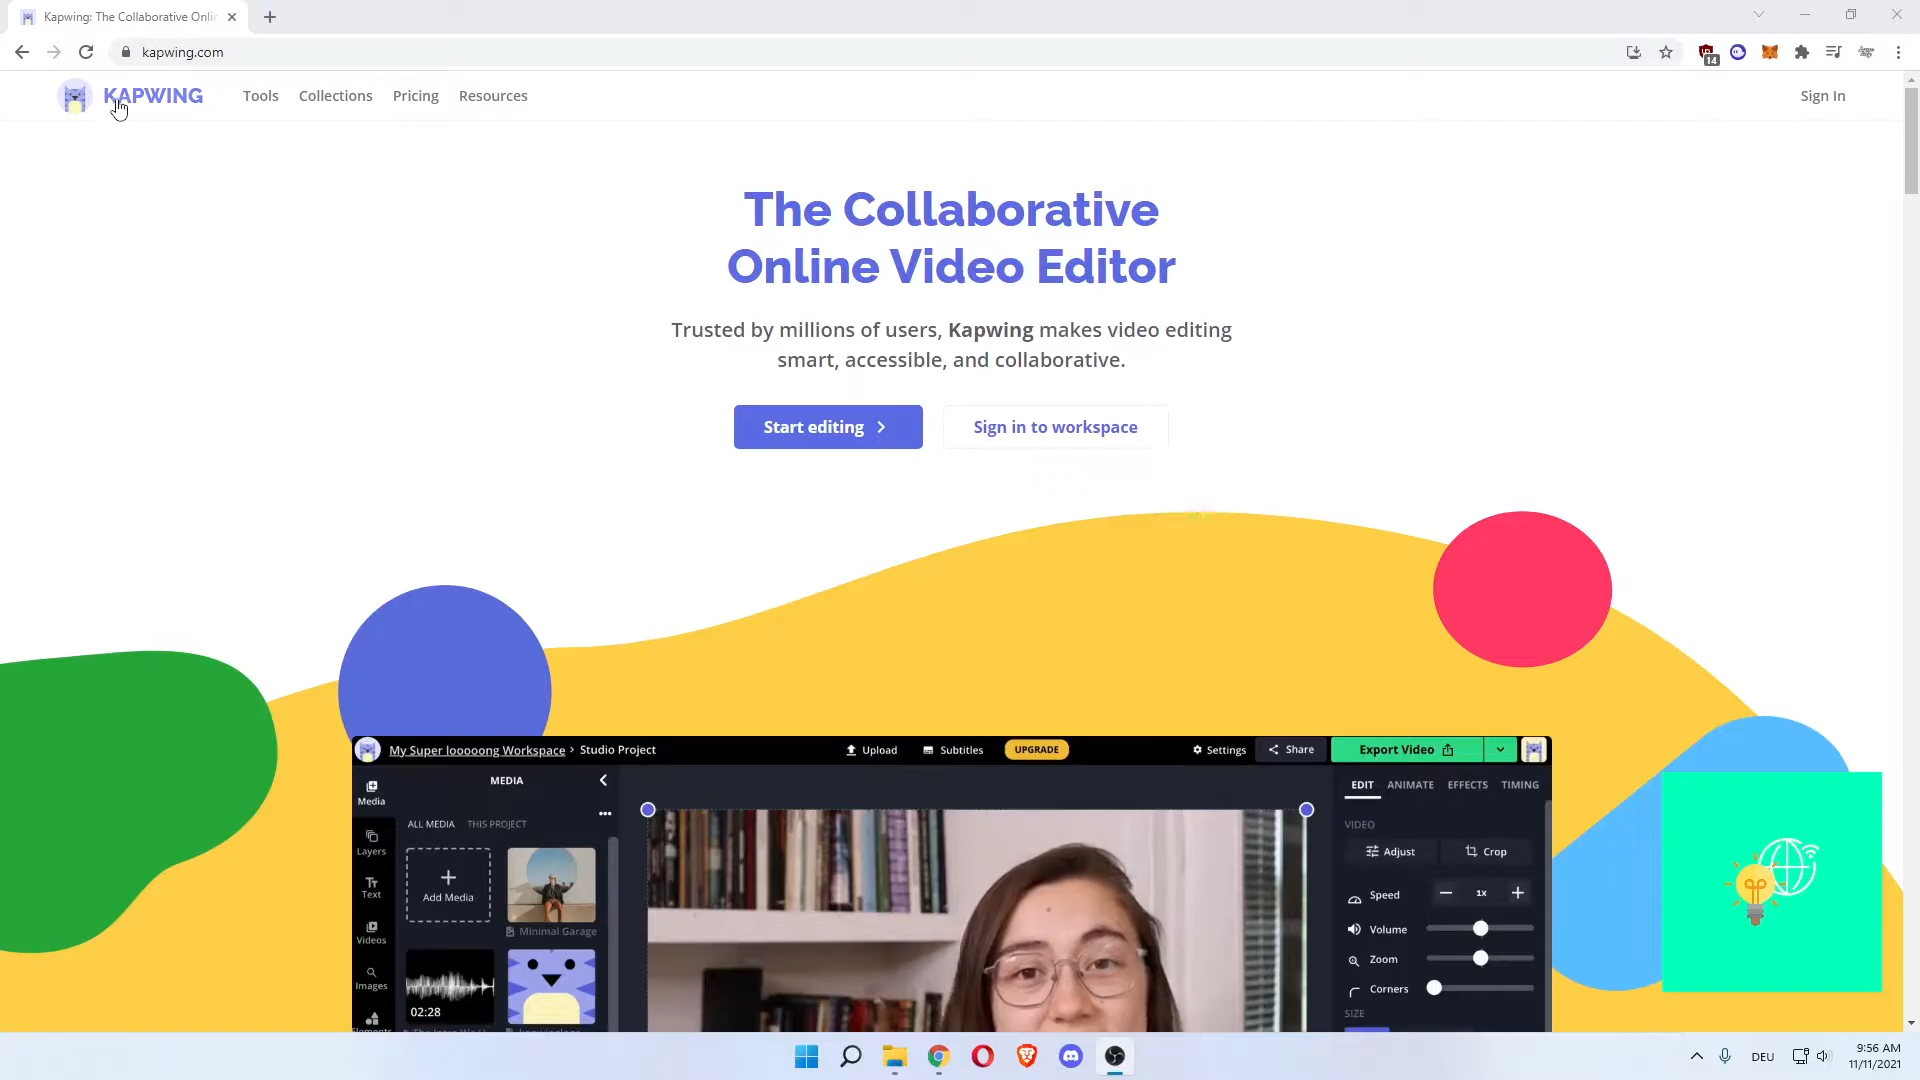 Kapwing: The Collaborative Onlin
kapwing.com
14
KAPWING
Tools
Collections
Pricing
Resources
Sign In
The Collaborative
Online Video Editor
Trusted by millions of users, Kapwing makes video editing
smart, accessible, and collaborative.
Start editing
Sign in to workspace
My Super looooong Workspace > Studio Project
Upload
Subtitles
UPGRADE
Settings
Share
Export Video
MEDIA
Media
ALL MEDIA
THIS PROJECT
Layers
Text
Videos
Images
Elements
Add Media
Minimal Garage
02:28
EDIT
ANIMATE
EFFECTS
TIMING
VIDEO
Adjust
Crop
Speed
1x
Volume
Zoom
Corners
SIZE
DEU
9:56 AM
11/11/2021